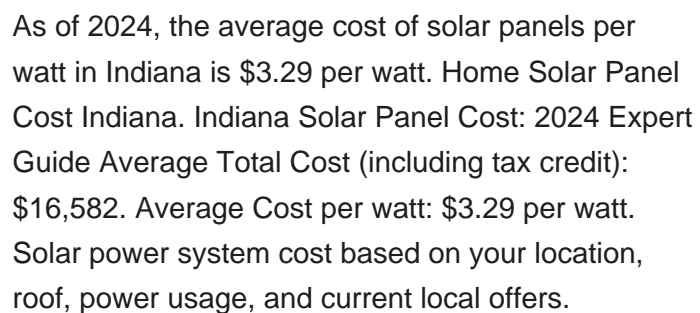 As of 2024, the average cost of solar panels per
watt in Indiana is $3.29 per watt. Home Solar Panel
Cost Indiana. Indiana Solar Panel Cost: 2024 Expert
Guide Average Total Cost (including tax credit):
$16,582. Average Cost per watt: $3.29 per watt.
Solar power system cost based on your location,
roof, power usage, and current local offers.